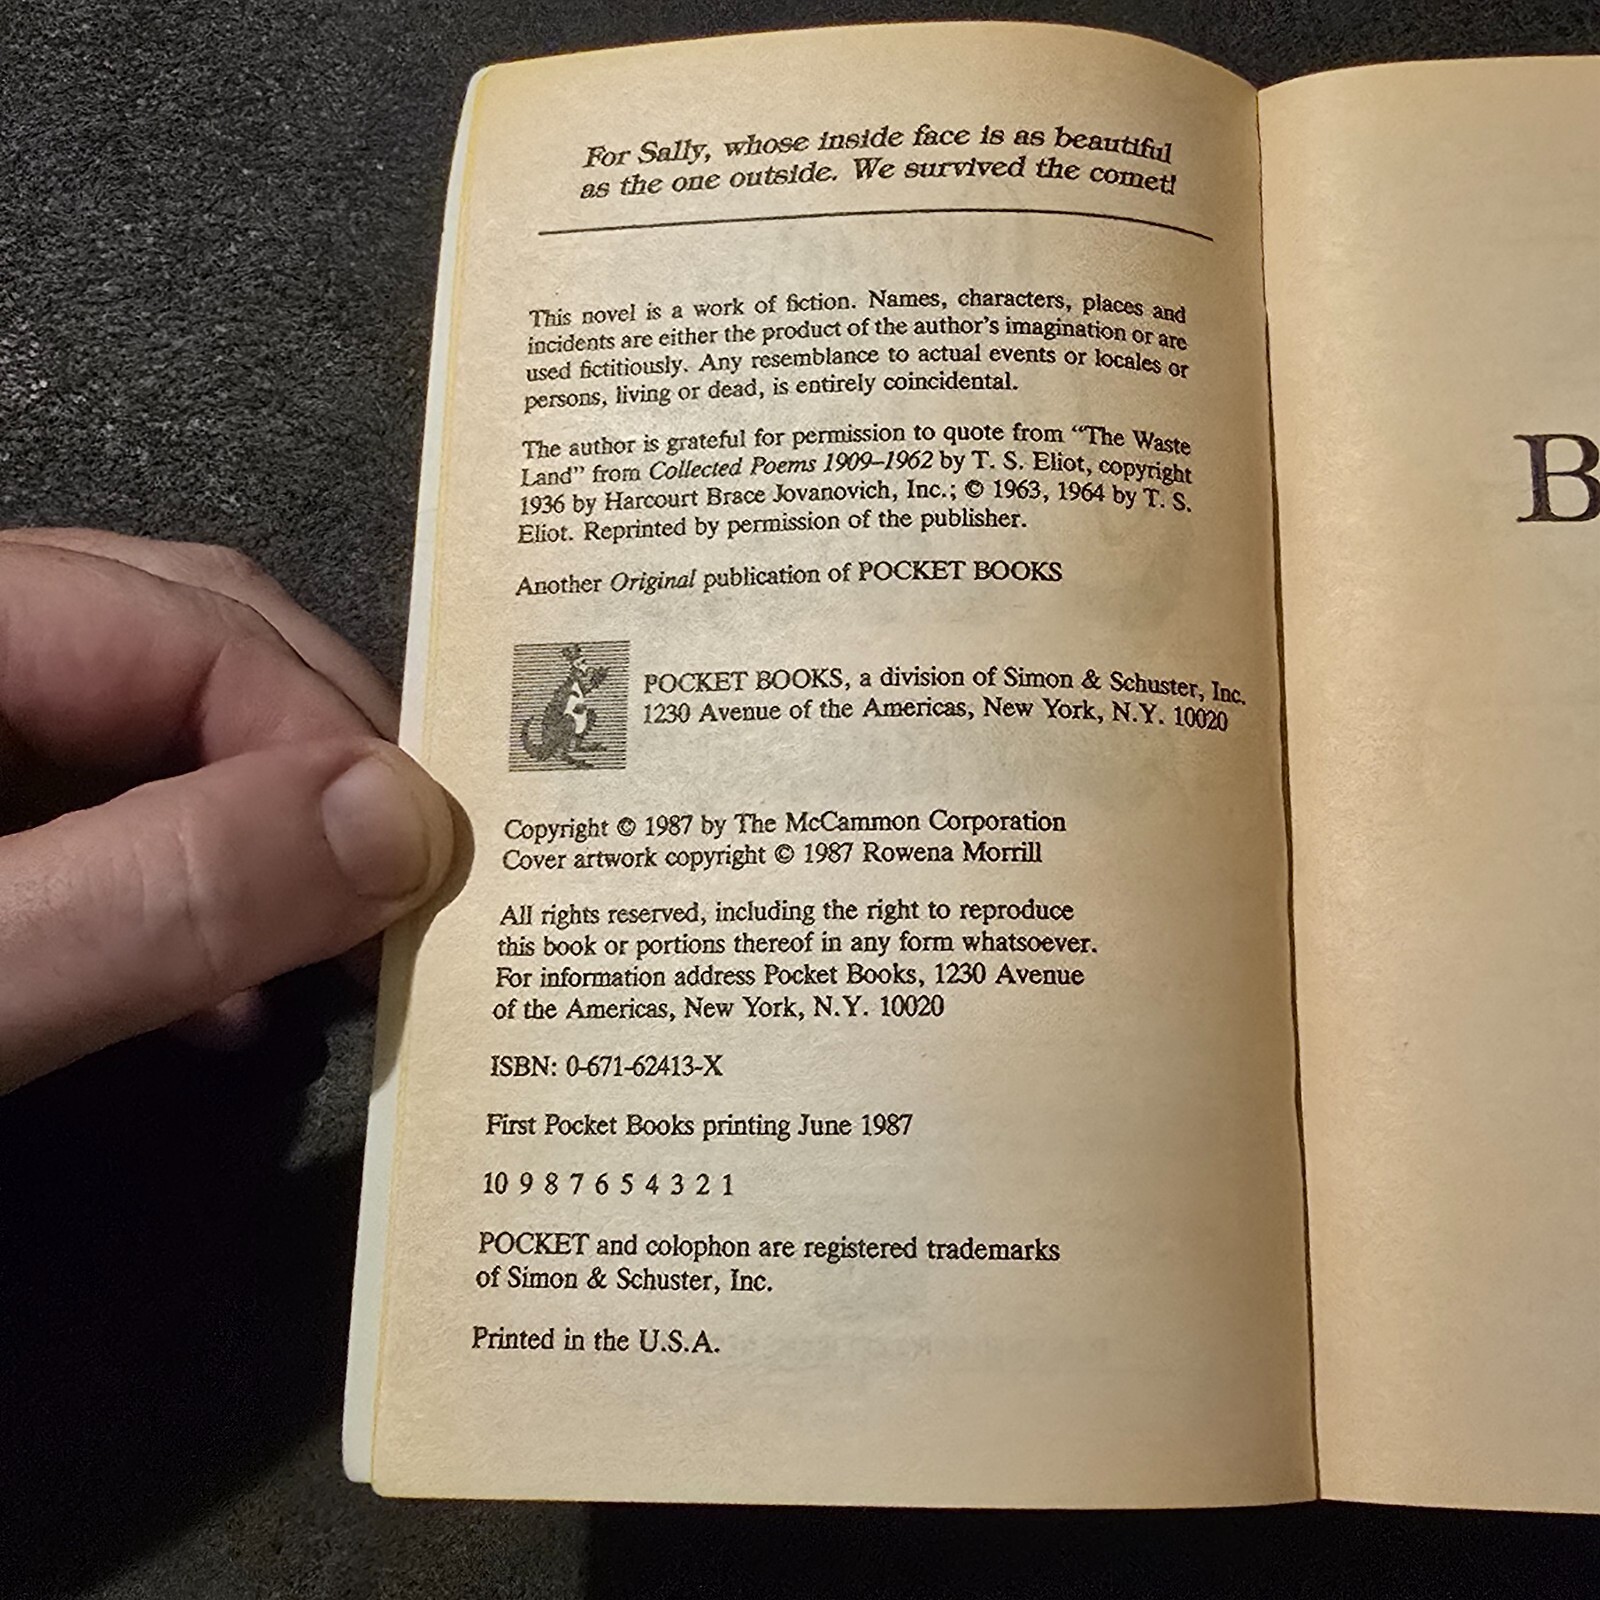 For Sally, whose inside face is as beautiful
as the one outside. We survived the comet!
This novel is a work of fiction. Names, characters, places and
incidents are either the product of the author's imagination or are
used fictitiously. Any resemblance to actual events or locales or
persons, living or dead, is entirely coincidental.
The author is grateful for permission to quote from "The Waste
Land" from Collected Poems 1909–1962 by T. S. Eliot, copyright
1936 by Harcourt Brace Jovanovich, Inc.; © 1963, 1964 by T. S.
Eliot. Reprinted by permission of the publisher.
Another Original publication of POCKET BOOKS
POCKET BOOKS, a division of Simon & Schuster, Inc.
1230 Avenue of the Americas, New York, N.Y. 10020
Copyright © 1987 by The McCammon Corporation
Cover artwork copyright © 1987 Rowena Morrill
All rights reserved, including the right to reproduce
this book or portions thereof in any form whatsoever.
For information address Pocket Books, 1230 Avenue
of the Americas, New York, N.Y. 10020
ISBN: 0-671-62413-X
First Pocket Books printing June 1987
10 9 8 7 6 5 4 3 2 1
POCKET and colophon are registered trademarks
of Simon & Schuster, Inc.
Printed in the U.S.A.
B